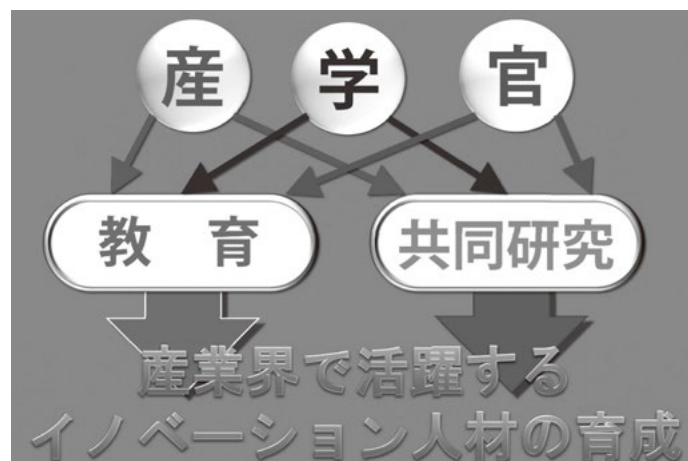 産 学 官
教 育 共同研究
産業界で活躍する
イノベーション人材の育成